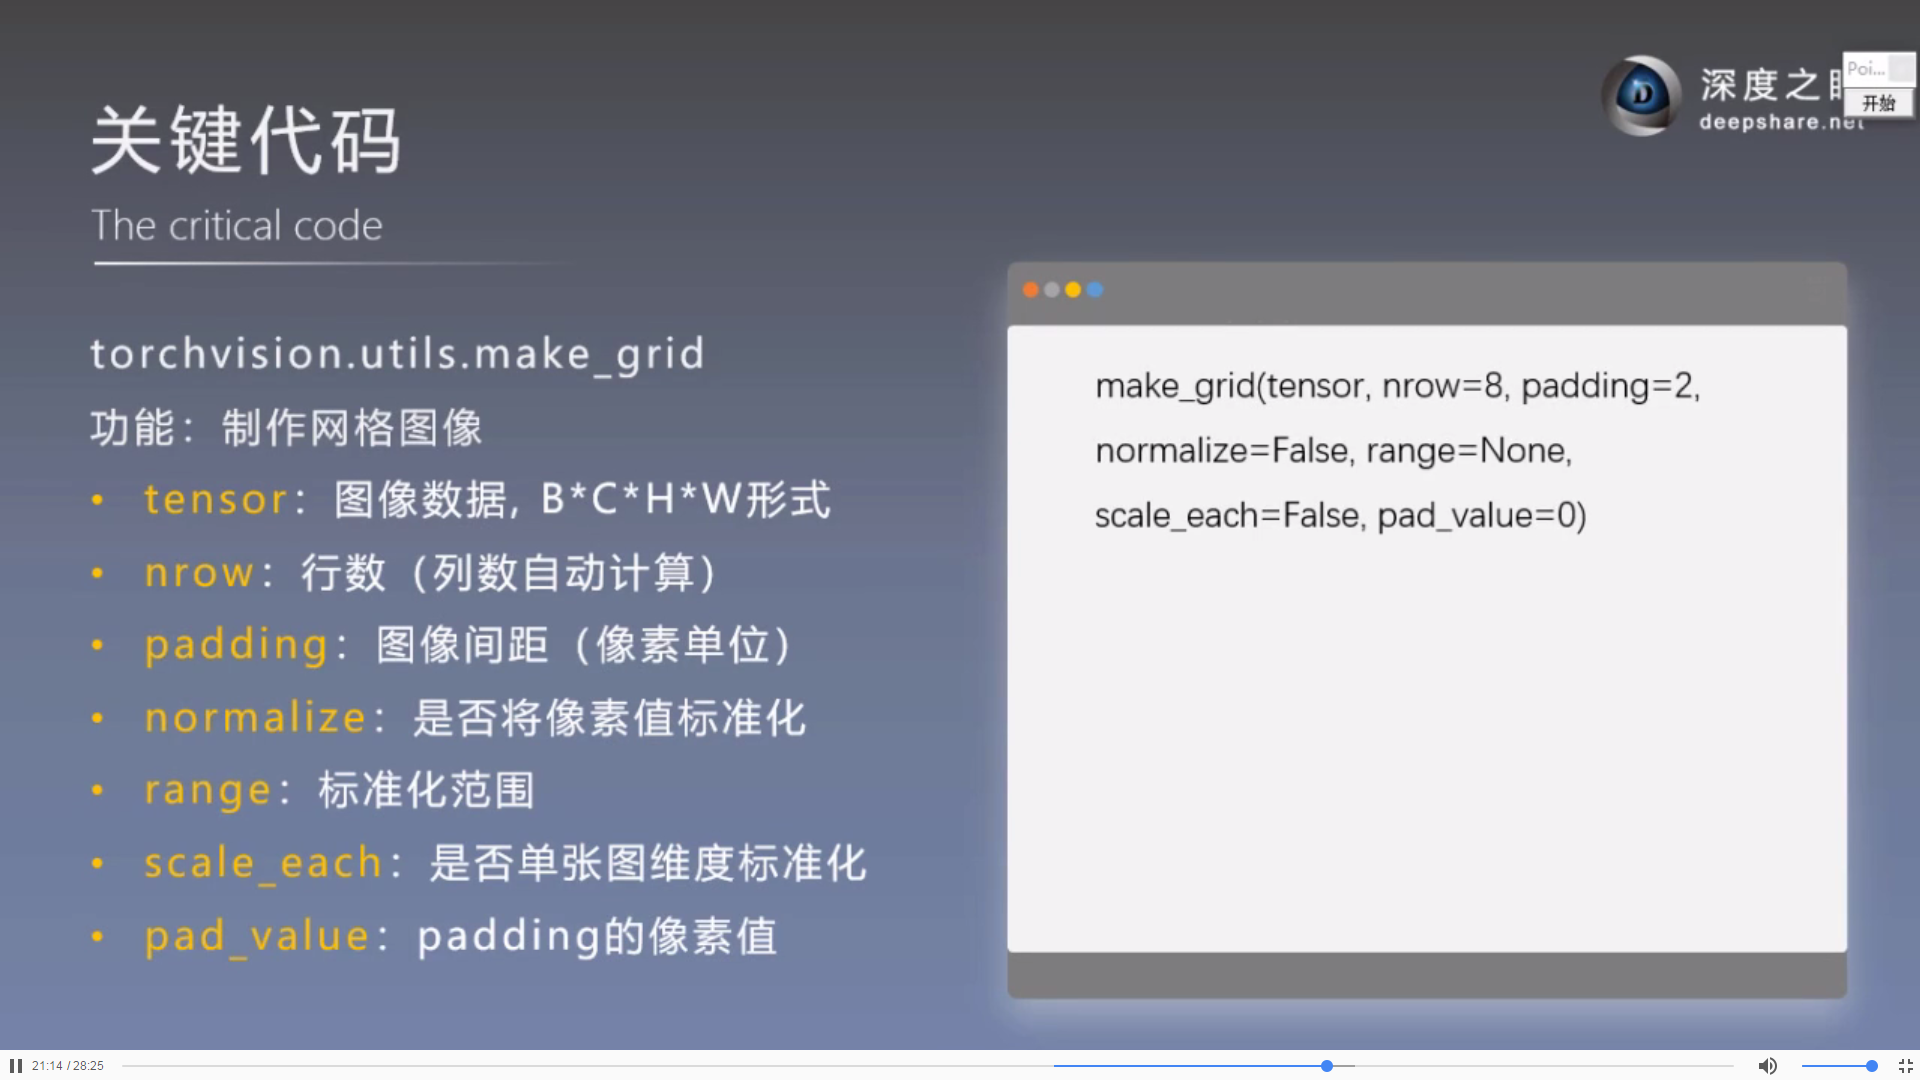 关键代码
The critical code
torchvision.utils.make_grid
功能：制作网格图像
• tensor：图像数据, B*C*H*W形式
• nrow：行数（列数自动计算）
• padding：图像间距（像素单位）
• normalize：是否将像素值标准化
• range：标准化范围
• scale_each：是否单张图维度标准化
• pad_value：padding的像素值
深度之
deepshare.net
Poi...
开始
make_grid(tensor, nrow=8, padding=2,
normalize=False, range=None,
scale_each=False, pad_value=0)
21:14 / 28:25